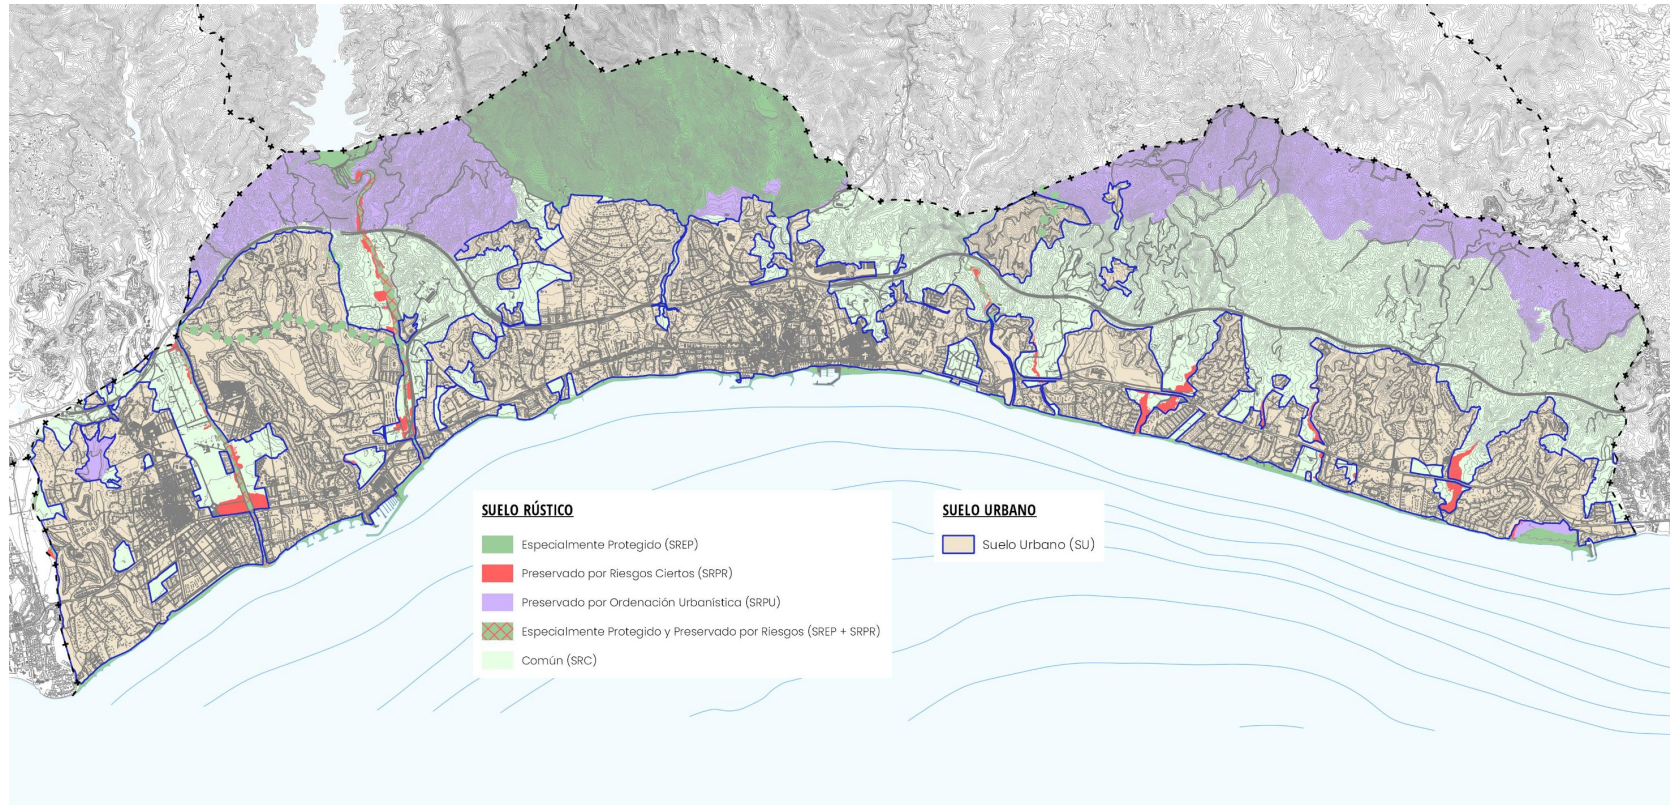 SUELO RÚSTICO
Especialmente Protegido (SREP)
Preservado por Riesgos Ciertos (SRPR)
Preservado por Ordenación Urbanística (SRPU)
Especialmente Protegido y Preservado por Riesgos (SREP + SRPR)
Común (SRC)
SUELO URBANO
Suelo Urbano (SU)